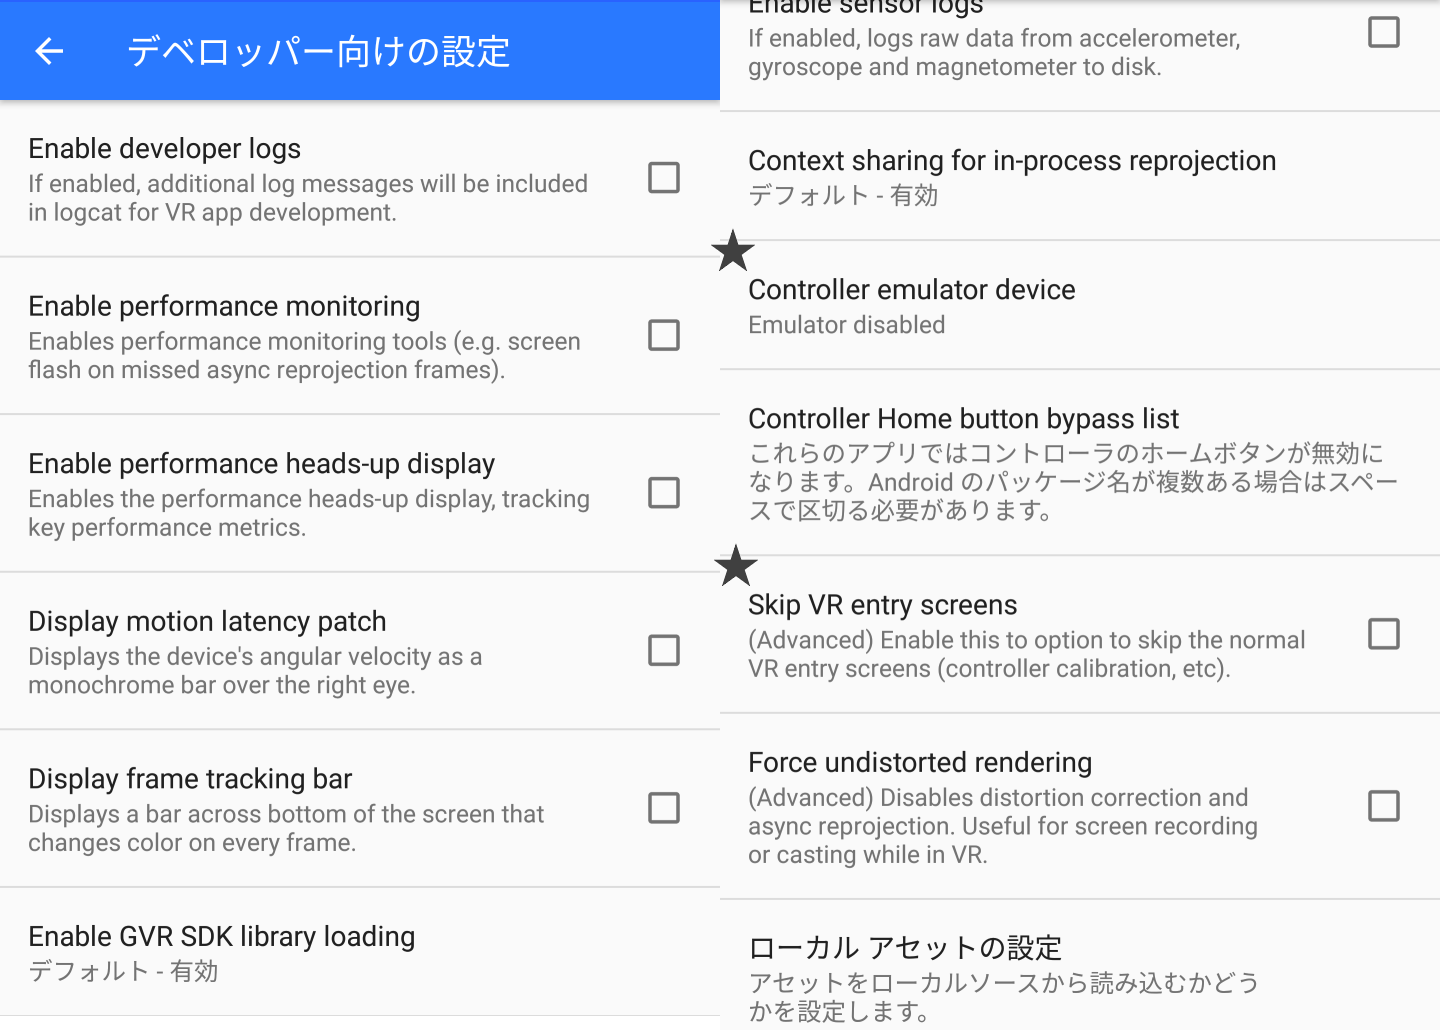 デベロッパー向けの設定
Enable developer logs
If enabled, additional log messages will be included
in logcat for VR app development.
Enable performance monitoring
Enables performance monitoring tools (e.g. screen
flash on missed async reprojection frames).
Enable performance heads-up display
Enables the performance heads-up display, tracking
key performance metrics.
Display motion latency patch
Displays the device's angular velocity as a
monochrome bar over the right eye.
Display frame tracking bar
Displays a bar across bottom of the screen that
changes color on every frame.
Enable GVR SDK library loading
デフォルト - 有効
Enable sensor logs
If enabled, logs raw data from accelerometer,
gyroscope and magnetometer to disk.
Context sharing for in-process reprojection
デフォルト - 有効
Controller emulator device
Emulator disabled
Controller Home button bypass list
これらのアプリではコントローラのホームボタンが無効に
なります。Android のパッケージ名が複数ある場合はスペー
スで区切る必要があります。
Skip VR entry screens
(Advanced) Enable this to option to skip the normal
VR entry screens (controller calibration, etc).
Force undistorted rendering
(Advanced) Disables distortion correction and
async reprojection. Useful for screen recording
or casting while in VR.
ローカル アセットの設定
アセットをローカルソースから読み込むかどう
かを設定します。